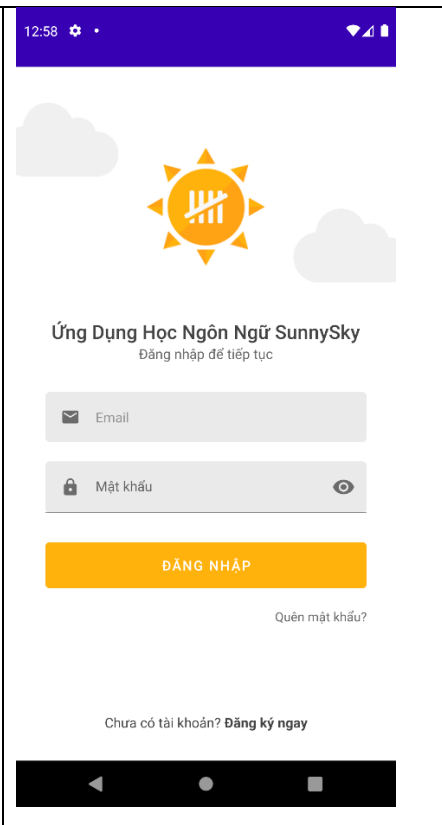 12:58
Ứng Dụng Học Ngôn Ngữ SunnySky
Đăng nhập để tiếp tục
Email
Mật khẩu
ĐĂNG NHẬP
Quên mật khẩu?
Chưa có tài khoản? Đăng ký ngay